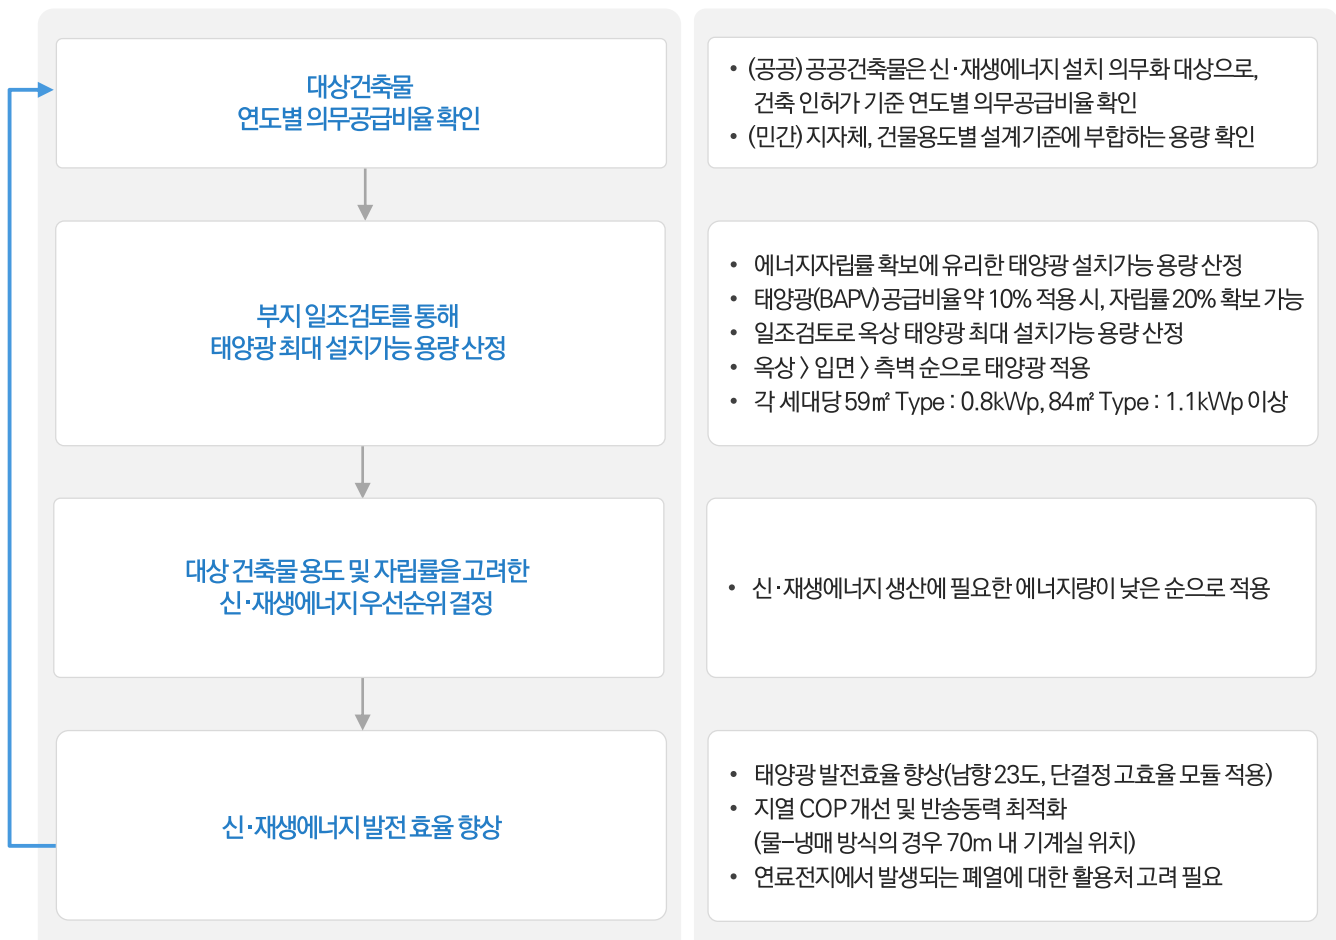 대상건축물
연도별 의무공급비율 확인
• (공공) 공공건축물은 신·재생에너지 설치 의무화 대상으로,
건축 인허가 기준 연도별 의무공급비율 확인
• (민간) 지자체, 건물용도별 설계기준에 부합하는 용량 확인
부지 일조검토를 통해
태양광 최대 설치가능 용량 산정
• 에너지자립률 확보에 유리한 태양광 설치가능 용량 산정
• 태양광(BAPV) 공급비율 약 10% 적용 시, 자립률 20% 확보 가능
• 일조검토로 옥상 태양광 최대 설치가능 용량 산정
• 옥상 > 입면 > 측벽 순으로 태양광 적용
• 각 세대당 59㎡ Type : 0.8kWp, 84㎡ Type : 1.1kWp 이상
대상 건축물 용도 및 자립률을 고려한
신·재생에너지 우선순위 결정
• 신·재생에너지 생산에 필요한 에너지량이 낮은 순으로 적용
신·재생에너지 발전 효율 향상
• 태양광 발전효율 향상(남향 23도, 단결정 고효율 모듈 적용)
• 지열 COP 개선 및 반송동력 최적화
(물-냉매 방식의 경우 70m 내 기계실 위치)
• 연료전지에서 발생되는 폐열에 대한 활용처 고려 필요